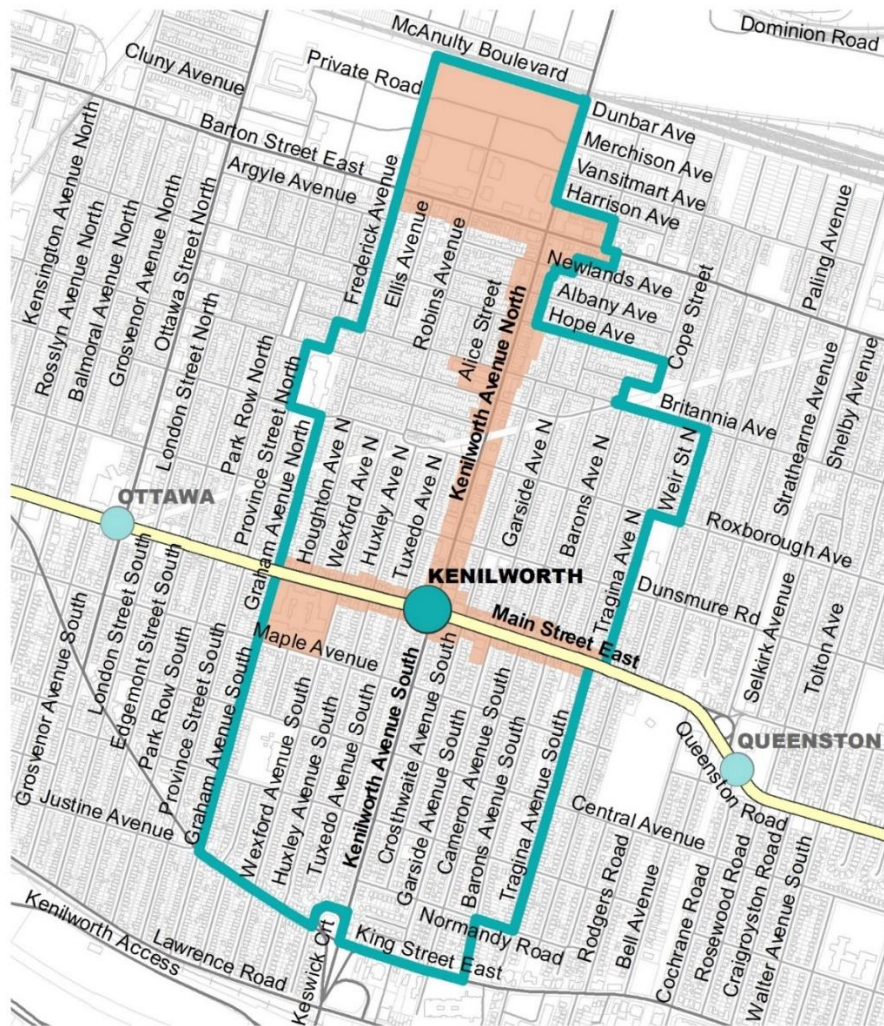 McAnulty Boulevard
Dominion Road
Cluny Avenue
Private Road
Dunbar Ave
Merchison Ave
Vansitmart Ave
Harrison Ave
Barton Street East
Argyle Avenue
Kensington Avenue North
Rosslyn Avenue North
Balmoral Avenue North
Grosvenor Avenue North
Ottawa Street North
London Street North
Park Row North
Province Street North
Graham Avenue North
Frederick Avenue
Ellis Avenue
Robins Avenue
Alice Street
Kenilworth Avenue North
Newlands Ave
Albany Ave
Hope Ave
Cope Street
Paling Avenue
Britannia Ave
Strathearne Avenue
Shelby Avenue
Weir St N
Roxborough Ave
Houghton Ave N
Wexford Ave N
Huxley Ave N
Tuxedo Ave N
Garside Ave N
Barons Ave N
Tragina Ave N
Dunsmure Rd
OTTAWA
KENILWORTH
Main Street East
Maple Avenue
Selkirk Avenue
Tolton Ave
QUEENSTON
Queenston Road
Grosvenor Avenue South
London Street South
Edgemont Street South
Park Row South
Province Street South
Graham Avenue South
Justine Avenue
Wexford Avenue South
Huxley Avenue South
Tuxedo Avenue South
Kenilworth Avenue South
Crosthwaite Avenue South
Garside Avenue South
Cameron Avenue South
Barons Avenue South
Tragina Avenue South
Central Avenue
Normandy Road
Rodgers Road
Bell Avenue
Cochrane Road
Rosewood Road
Craigroyston Road
Walter Avenue South
Kenilworth Access
Lawrence Road
Keswick Crt
King Street East